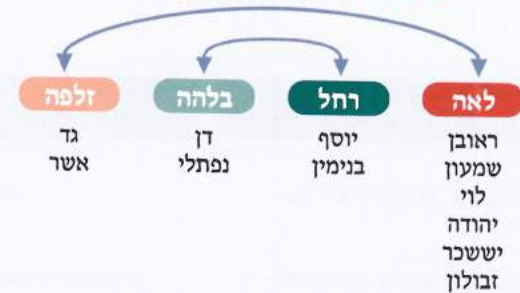 לאה
ראובן
שמעון
לוי
יהודה
יששכר
זבולון
רחל
יוסף
בנימין
בלהה
דן
נפתלי
זלפה
גד
אשר